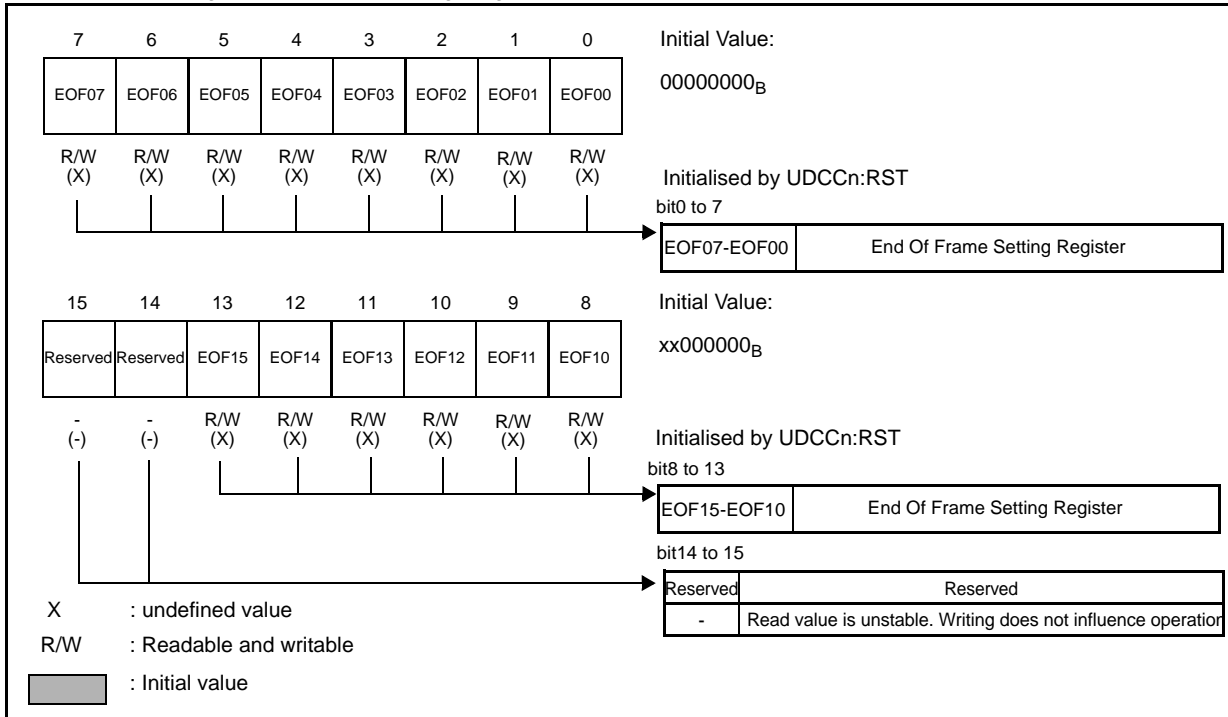 7 6 5 4 3 2 1 0
Initial Value:
EOF07 EOF06 EOF05 EOF04 EOF03 EOF02 EOF01 EOF00
00000000B
R/W R/W R/W R/W R/W R/W R/W R/W
(X) (X) (X) (X) (X) (X) (X) (X)
Initialised by UDCCn:RST
bit0 to 7
EOF07-EOF00 End Of Frame Setting Register
15 14 13 12 11 10 9 8
Initial Value:
Reserved Reserved EOF15 EOF14 EOF13 EOF12 EOF11 EOF10
xx000000B
- - R/W R/W R/W R/W R/W R/W
(-) (-) (X) (X) (X) (X) (X) (X)
Initialised by UDCCn:RST
bit8 to 13
EOF15-EOF10 End Of Frame Setting Register
bit14 to 15
Reserved Reserved
- Read value is unstable. Writing does not influence operation
X : undefined value
R/W : Readable and writable
: Initial value